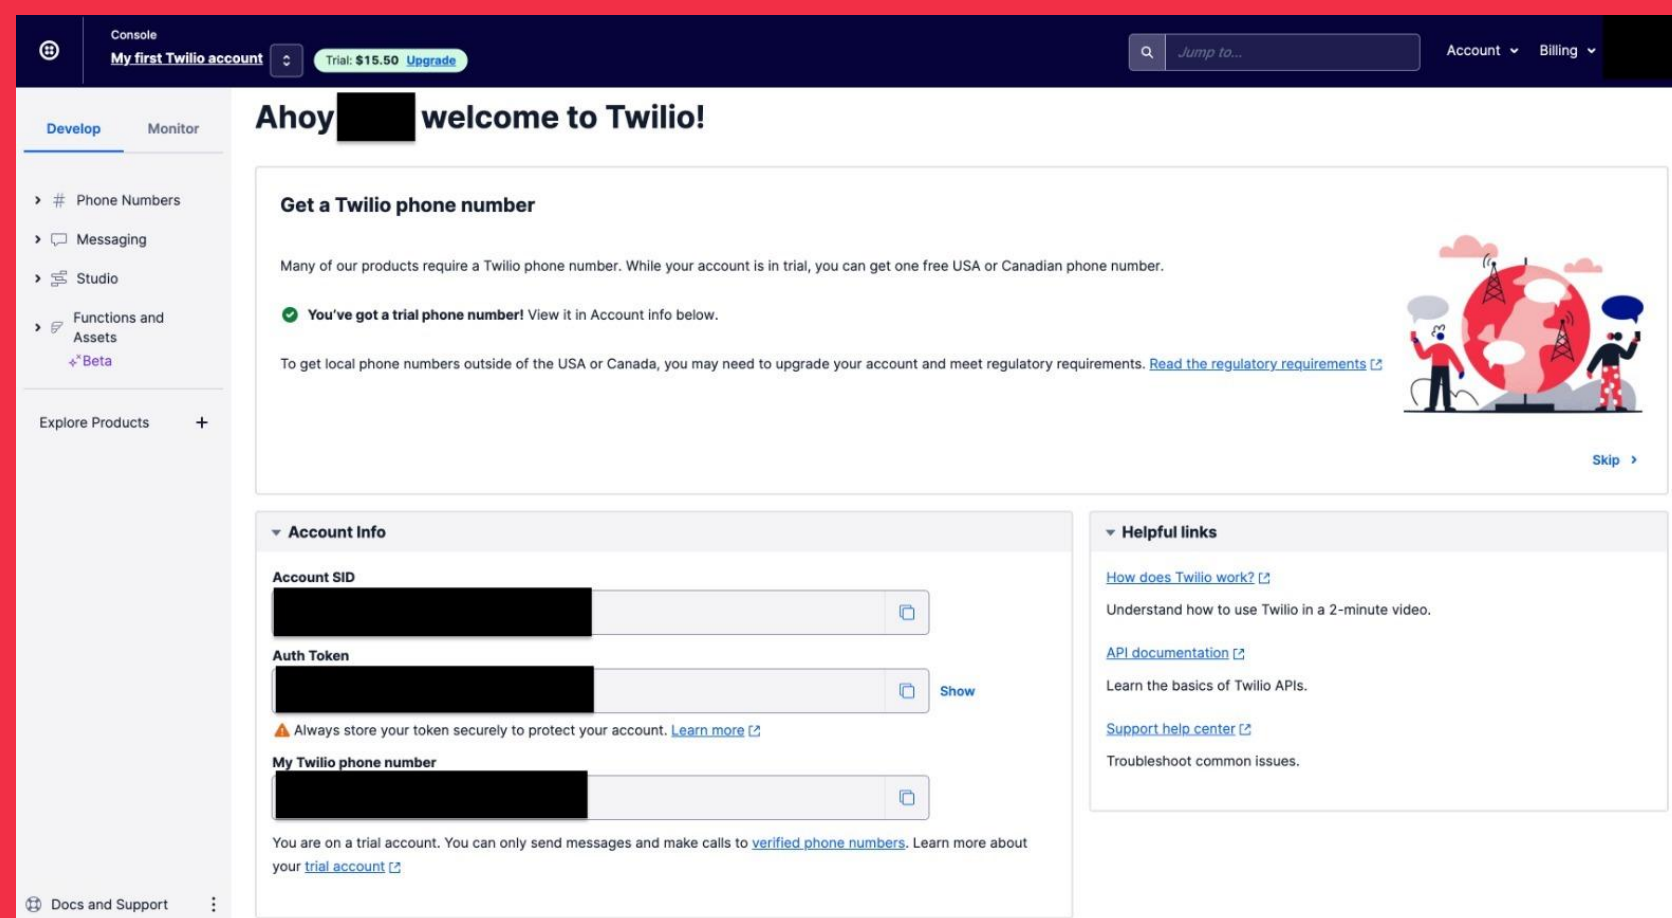 Console
My first Twilio account
Trial: $15.50 Upgrade
Jump to...
Account
Billing
Develop
Monitor
Phone Numbers
Messaging
Studio
Functions and
Assets
Beta
Explore Products
+
Docs and Support
Ahoy welcome to Twilio!
Get a Twilio phone number
Many of our products require a Twilio phone number. While your account is in trial, you can get one free USA or Canadian phone number.
You've got a trial phone number! View it in Account info below.
To get local phone numbers outside of the USA or Canada, you may need to upgrade your account and meet regulatory requirements. Read the regulatory requirements
Skip
Account Info
Account SID
Auth Token
Show
Always store your token securely to protect your account. Learn more
My Twilio phone number
You are on a trial account. You can only send messages and make calls to verified phone numbers. Learn more about
your trial account
Helpful links
How does Twilio work?
Understand how to use Twilio in a 2-minute video.
API documentation
Learn the basics of Twilio APIs.
Support help center
Troubleshoot common issues.